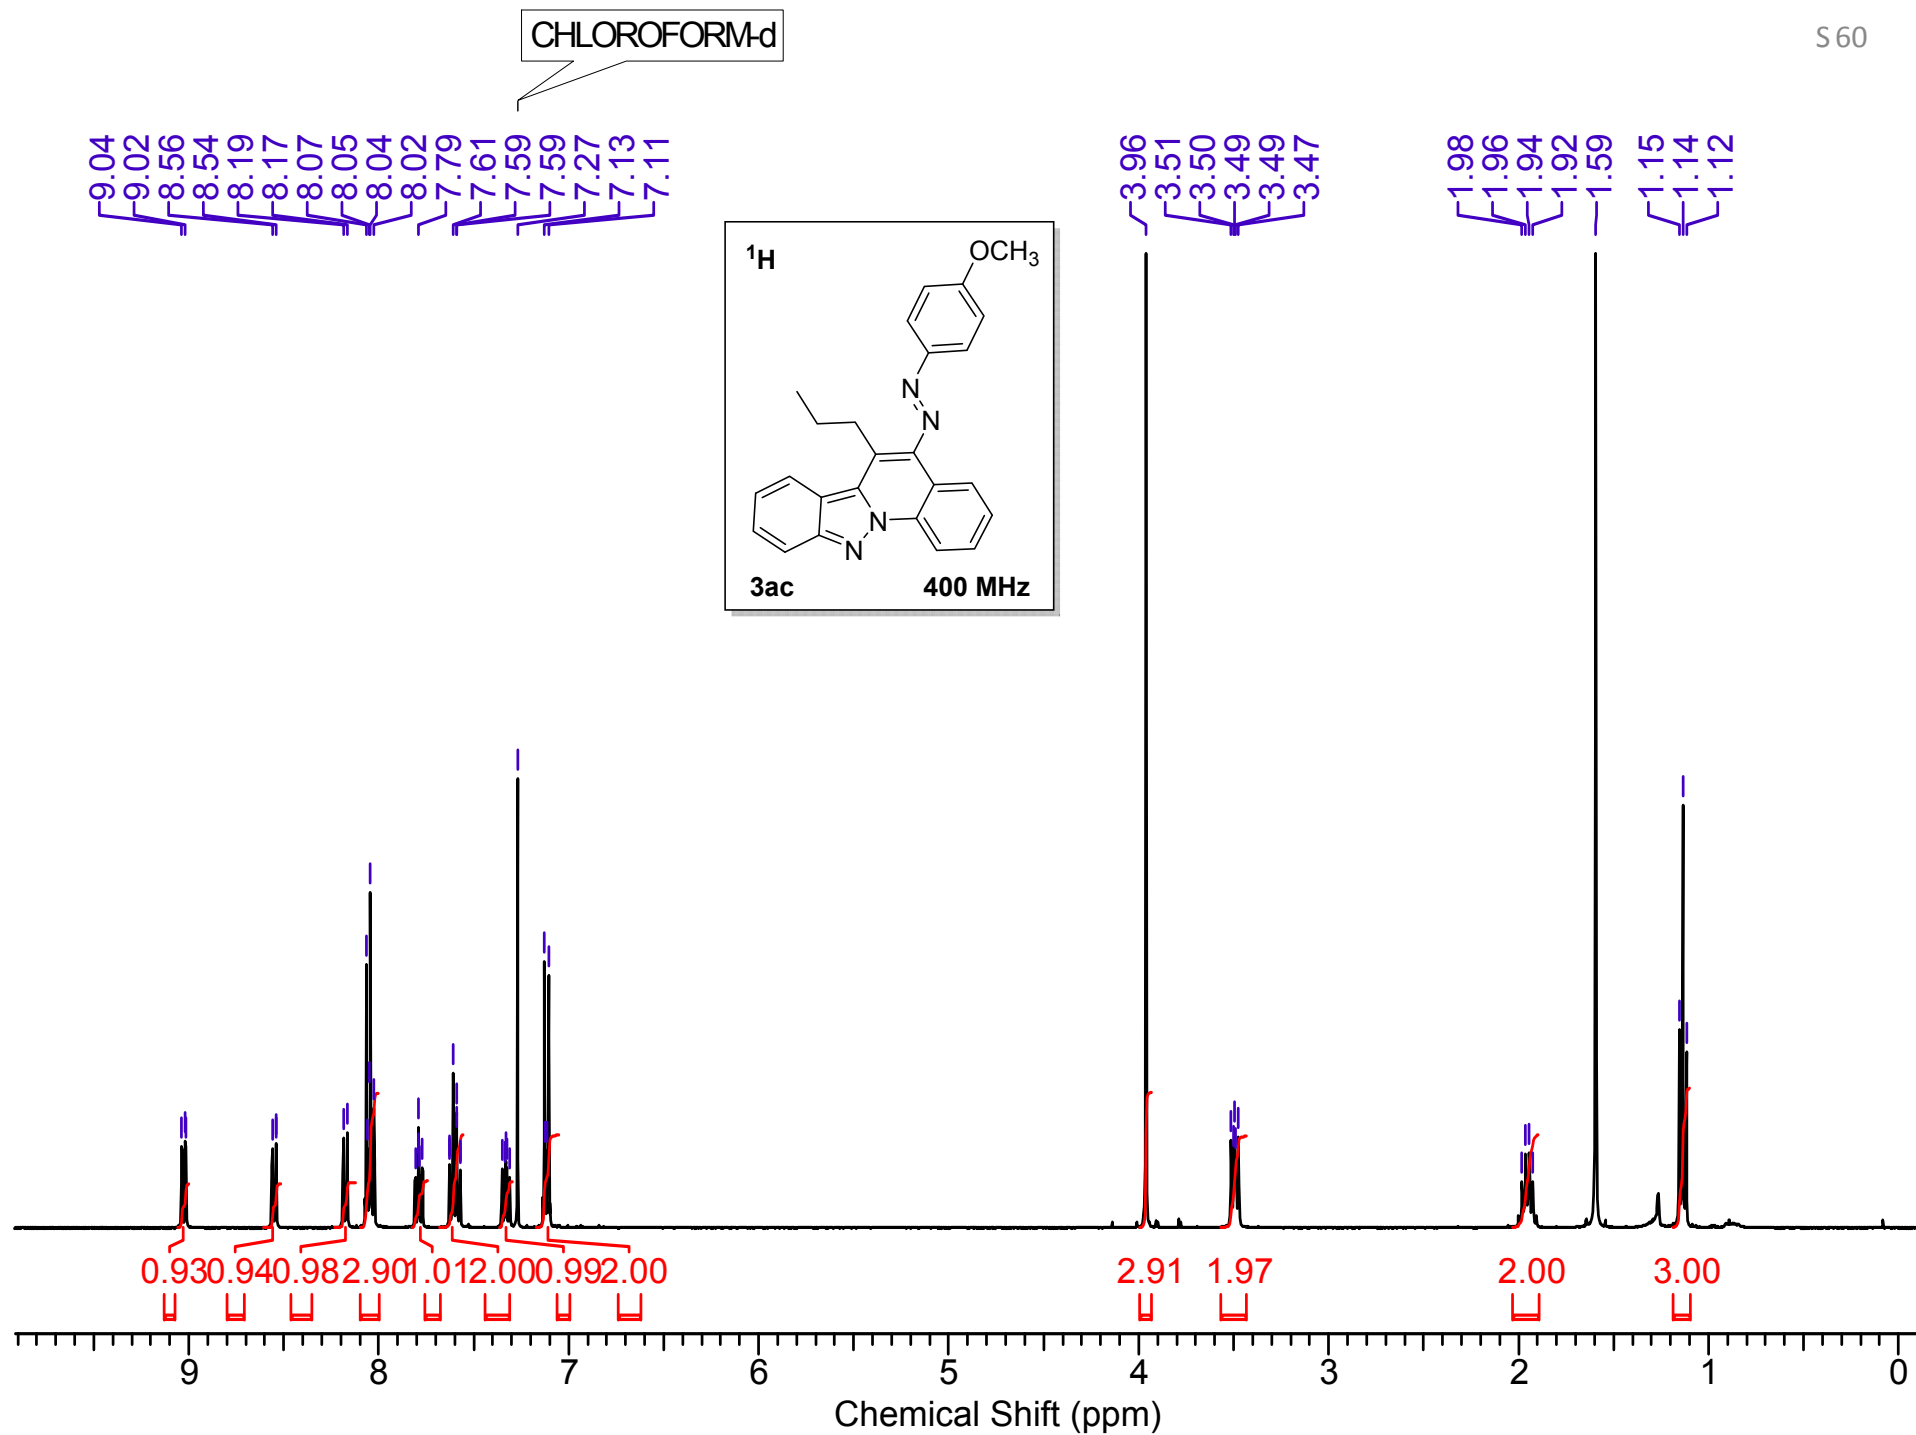 CHLOROFORM-d
S60
9.04
9.02
8.56
8.54
8.19
8.17
8.07
8.05
8.04
8.02
7.79
7.61
7.59
7.59
7.27
7.13
7.11
3.96
3.51
3.50
3.49
3.49
3.47
1.98
1.96
1.94
1.92
1.59
1.15
1.14
1.12
¹H
OCH₃
N
N
N
N
3ac 400 MHz
0.93 0.94 0.98 2.90 1.01 2.00 0.99 2.00 2.91 1.97 2.00 3.00
9 8 7 6 5 4 3 2 1 0
Chemical Shift (ppm)